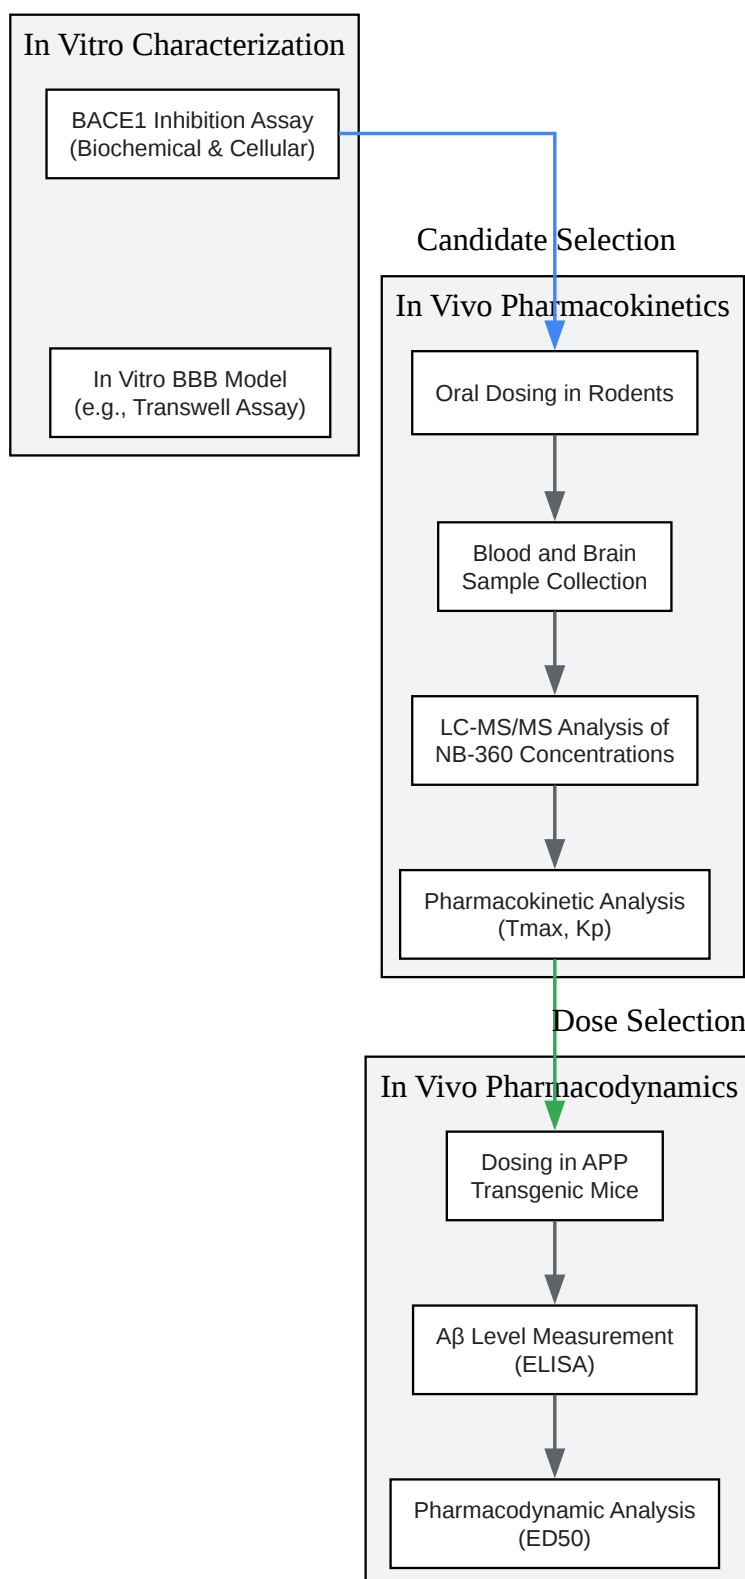 In Vitro Characterization
BACE1 Inhibition Assay
(Biochemical & Cellular)
In Vitro BBB Model
(e.g., Transwell Assay)
Candidate Selection
In Vivo Pharmacokinetics
Oral Dosing in Rodents
Blood and Brain
Sample Collection
LC-MS/MS Analysis of
NB-360 Concentrations
Pharmacokinetic Analysis
(Tmax, Kp)
Dose Selection
In Vivo Pharmacodynamics
Dosing in APP
Transgenic Mice
Aβ Level Measurement
(ELISA)
Pharmacodynamic Analysis
(ED50)